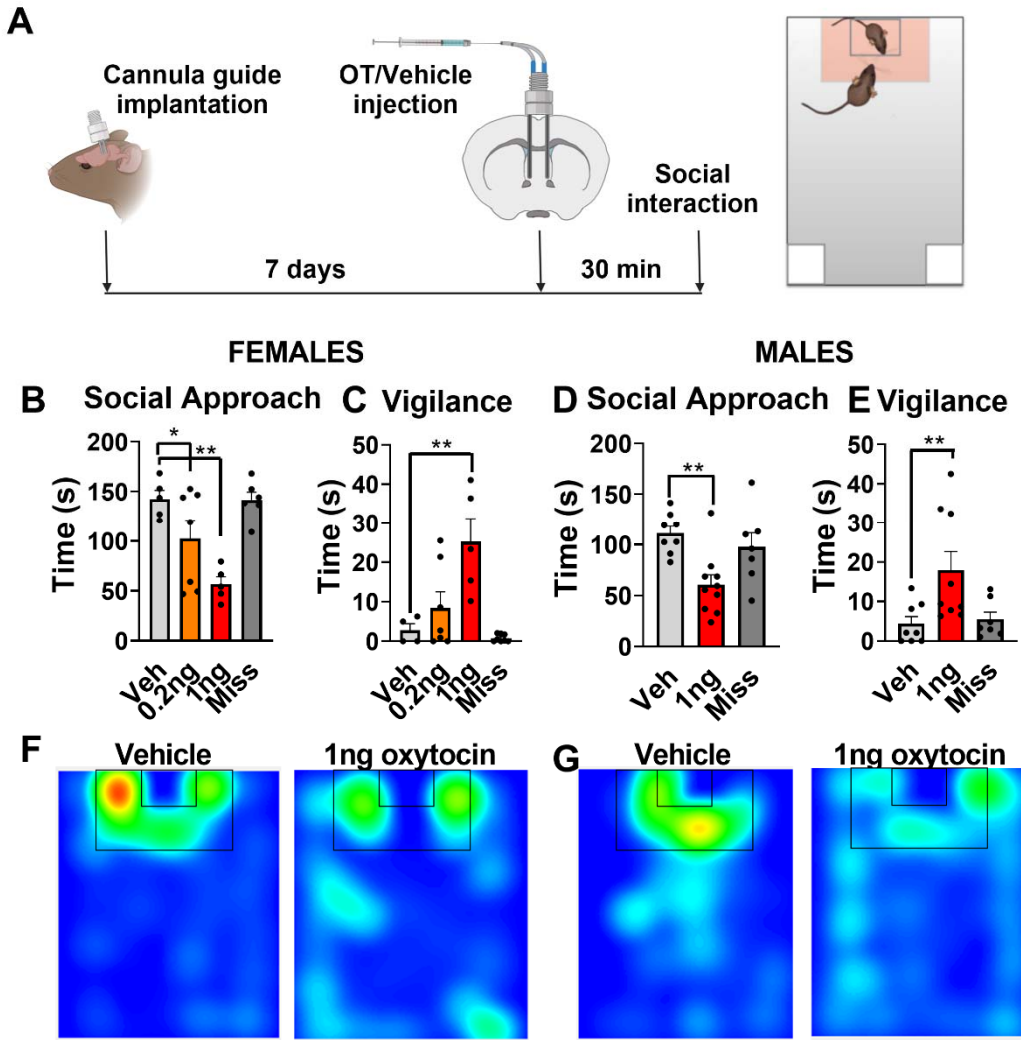 A
Cannula guide
implantation
OT/Vehicle
injection
Social
interaction
7 days
30 min
FEMALES
MALES
B Social Approach
* **
200
150
100
50
0
Time (s)
Veh
0.2ng
1ng
Miss
C Vigilance
**
50
40
30
20
10
0
Time (s)
Veh
0.2ng
1ng
Miss
D Social Approach
**
200
150
100
50
0
Time (s)
Veh
1ng
Miss
E Vigilance
**
50
40
30
20
10
0
Time (s)
Veh
1ng
Miss
F Vehicle
1ng oxytocin
G Vehicle
1ng oxytocin